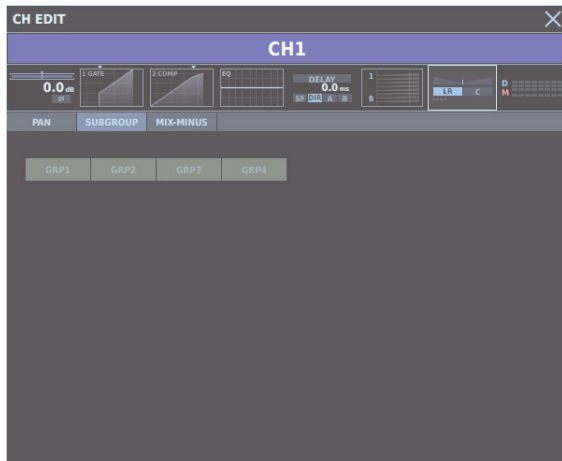 CH EDIT
CH1
0.0 dB
Ø
1 GATE
2 COMP
EQ
DELAY
0.0 ms
SF DIR A B
1
8
LR C
D
M
PAN SUBGROUP MIX-MINUS
GRP1 GRP2 GRP3 GRP4